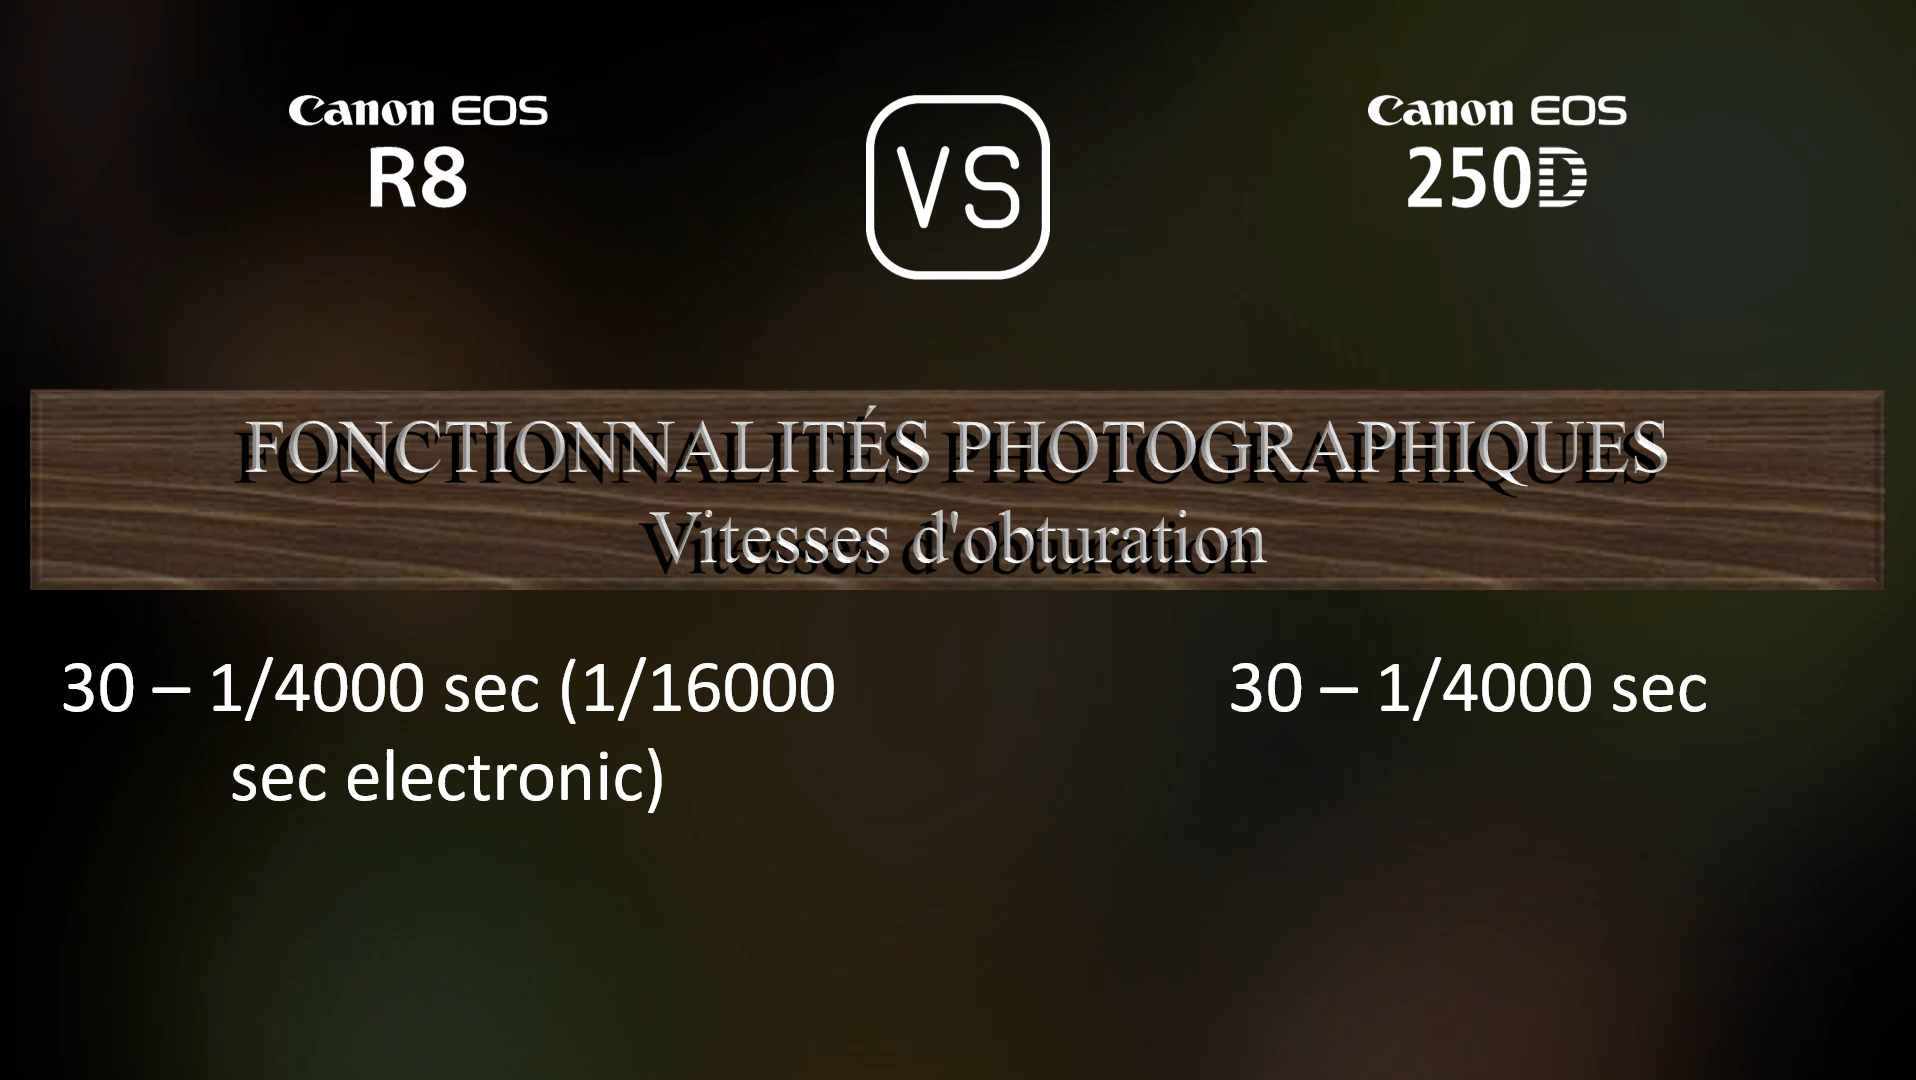 Canon EOS
R8
VS
Canon EOS
250D
FONCTIONNALITÉS PHOTOGRAPHIQUES
Vitesses d'obturation
30 – 1/4000 sec (1/16000
sec electronic)
30 – 1/4000 sec